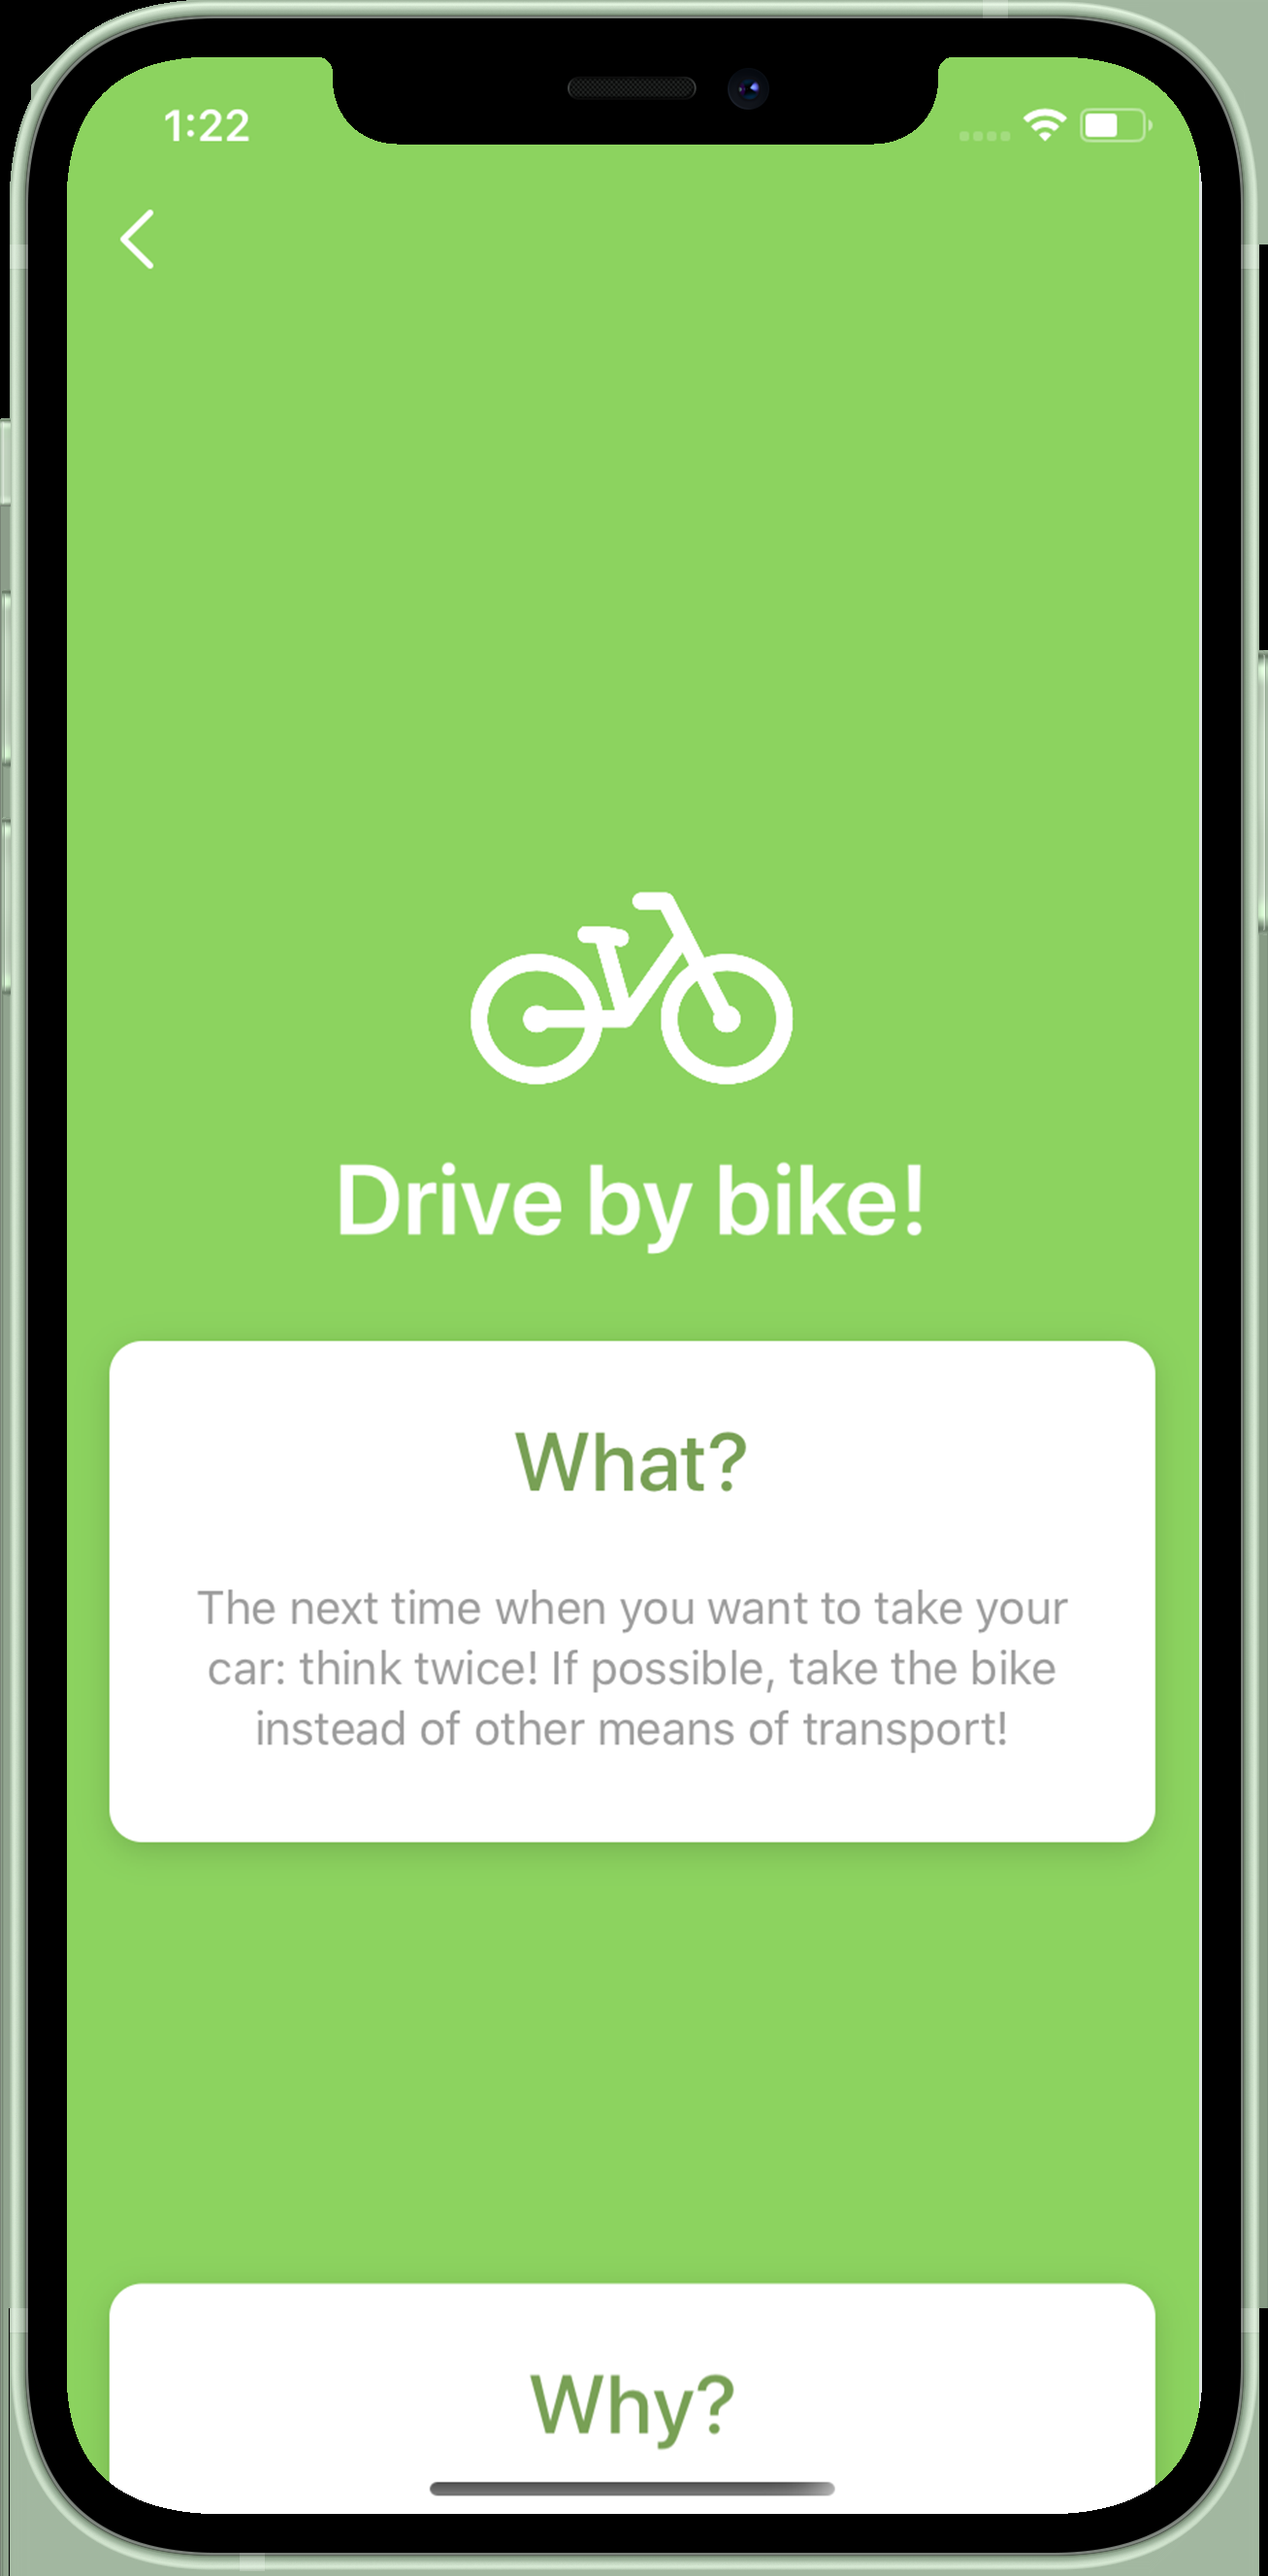 1:22
Drive by bike!
What?
The next time when you want to take your
car: think twice! If possible, take the bike
instead of other means of transport!
Why?